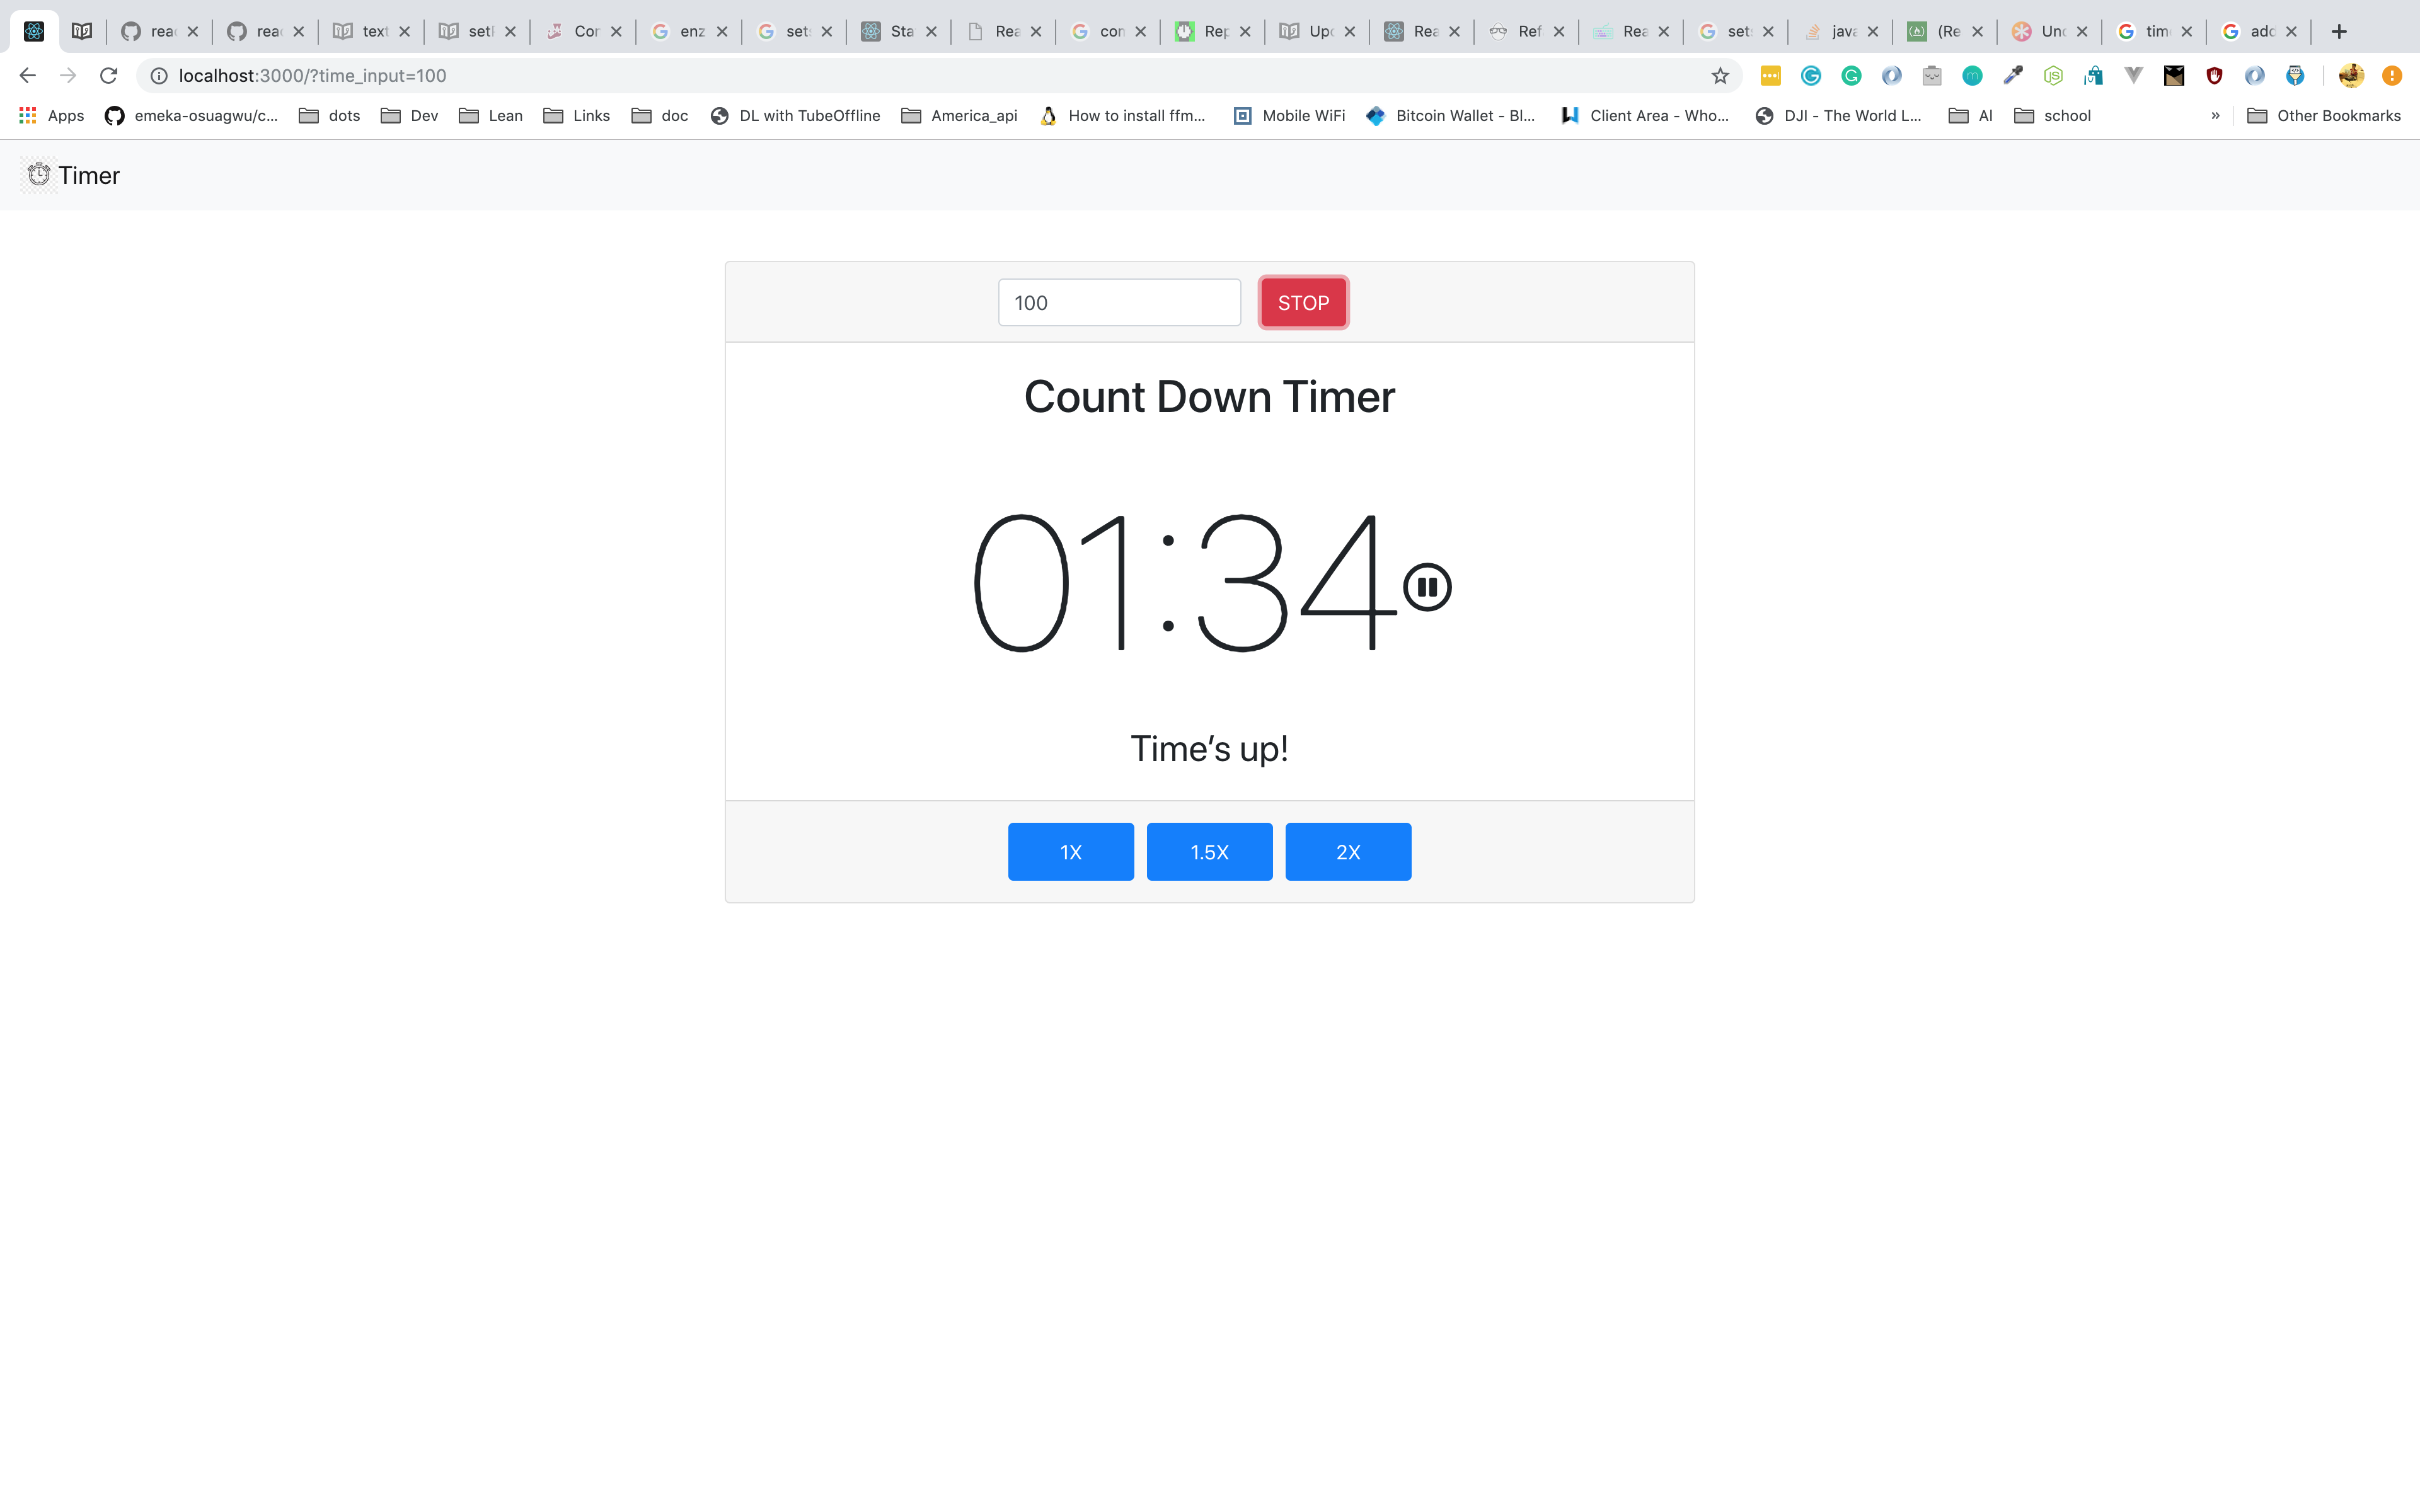 reac
reac
text
setI
Cor
enz
set
Sta
Rea
con
Rep
Upc
Rea
Ref
Rea
set
java
(Re
Unc
tim
add
localhost:3000/?time_input=100
Apps
emeka-osuagwu/c...
dots
Dev
Lean
Links
doc
DL with TubeOffline
America_api
How to install ffm...
Mobile WiFi
Bitcoin Wallet - Bl...
Client Area - Who...
DJI - The World L...
AI
school
»
Other Bookmarks
Timer
100
STOP
Count Down Timer
01:34
Time's up!
1X
1.5X
2X